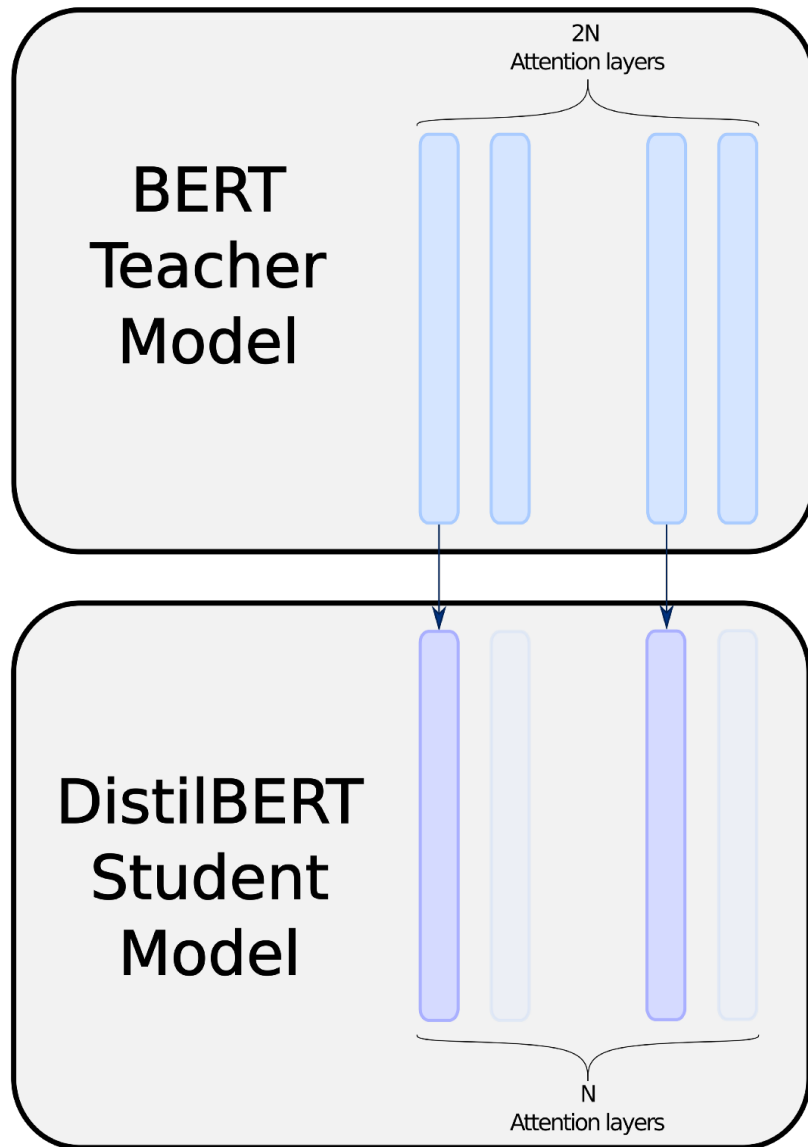 2N
Attention layers
BERT
Teacher
Model
DistilBERT
Student
Model
N
Attention layers